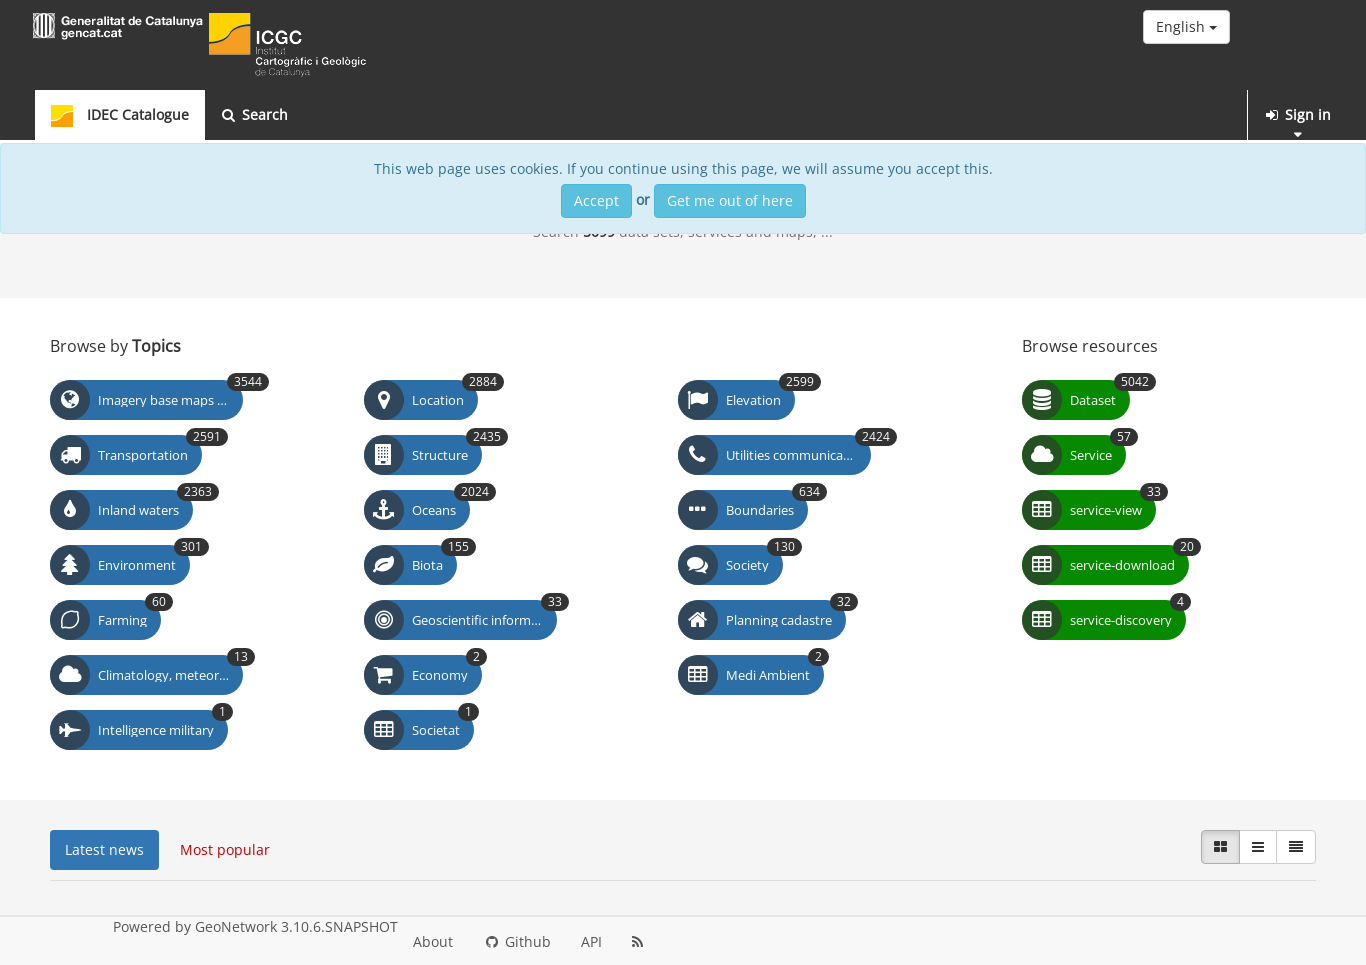 Generalitat de Catalunya
gencat.cat
ICGC
Institut
Cartogràfic i Geològic
de Catalunya
English
IDEC Catalogue
Search
Sign in
This web page uses cookies. If you continue using this page, we will assume you accept this.
Accept or Get me out of here
Search 5099 data sets, services and maps, ...
Browse by Topics
Browse resources
Imagery base maps ... 3544
Location 2884
Elevation 2599
Dataset 5042
Transportation 2591
Structure 2435
Utilities communica... 2424
Service 57
Inland waters 2363
Oceans 2024
Boundaries 634
service-view 33
Environment 301
Biota 155
Society 130
service-download 20
Farming 60
Geoscientific inform... 33
Planning cadastre 32
service-discovery 4
Climatology, meteor... 13
Economy 2
Medi Ambient 2
Intelligence military 1
Societat 1
Latest news
Most popular
Powered by GeoNetwork 3.10.6.SNAPSHOT
About
Github
API